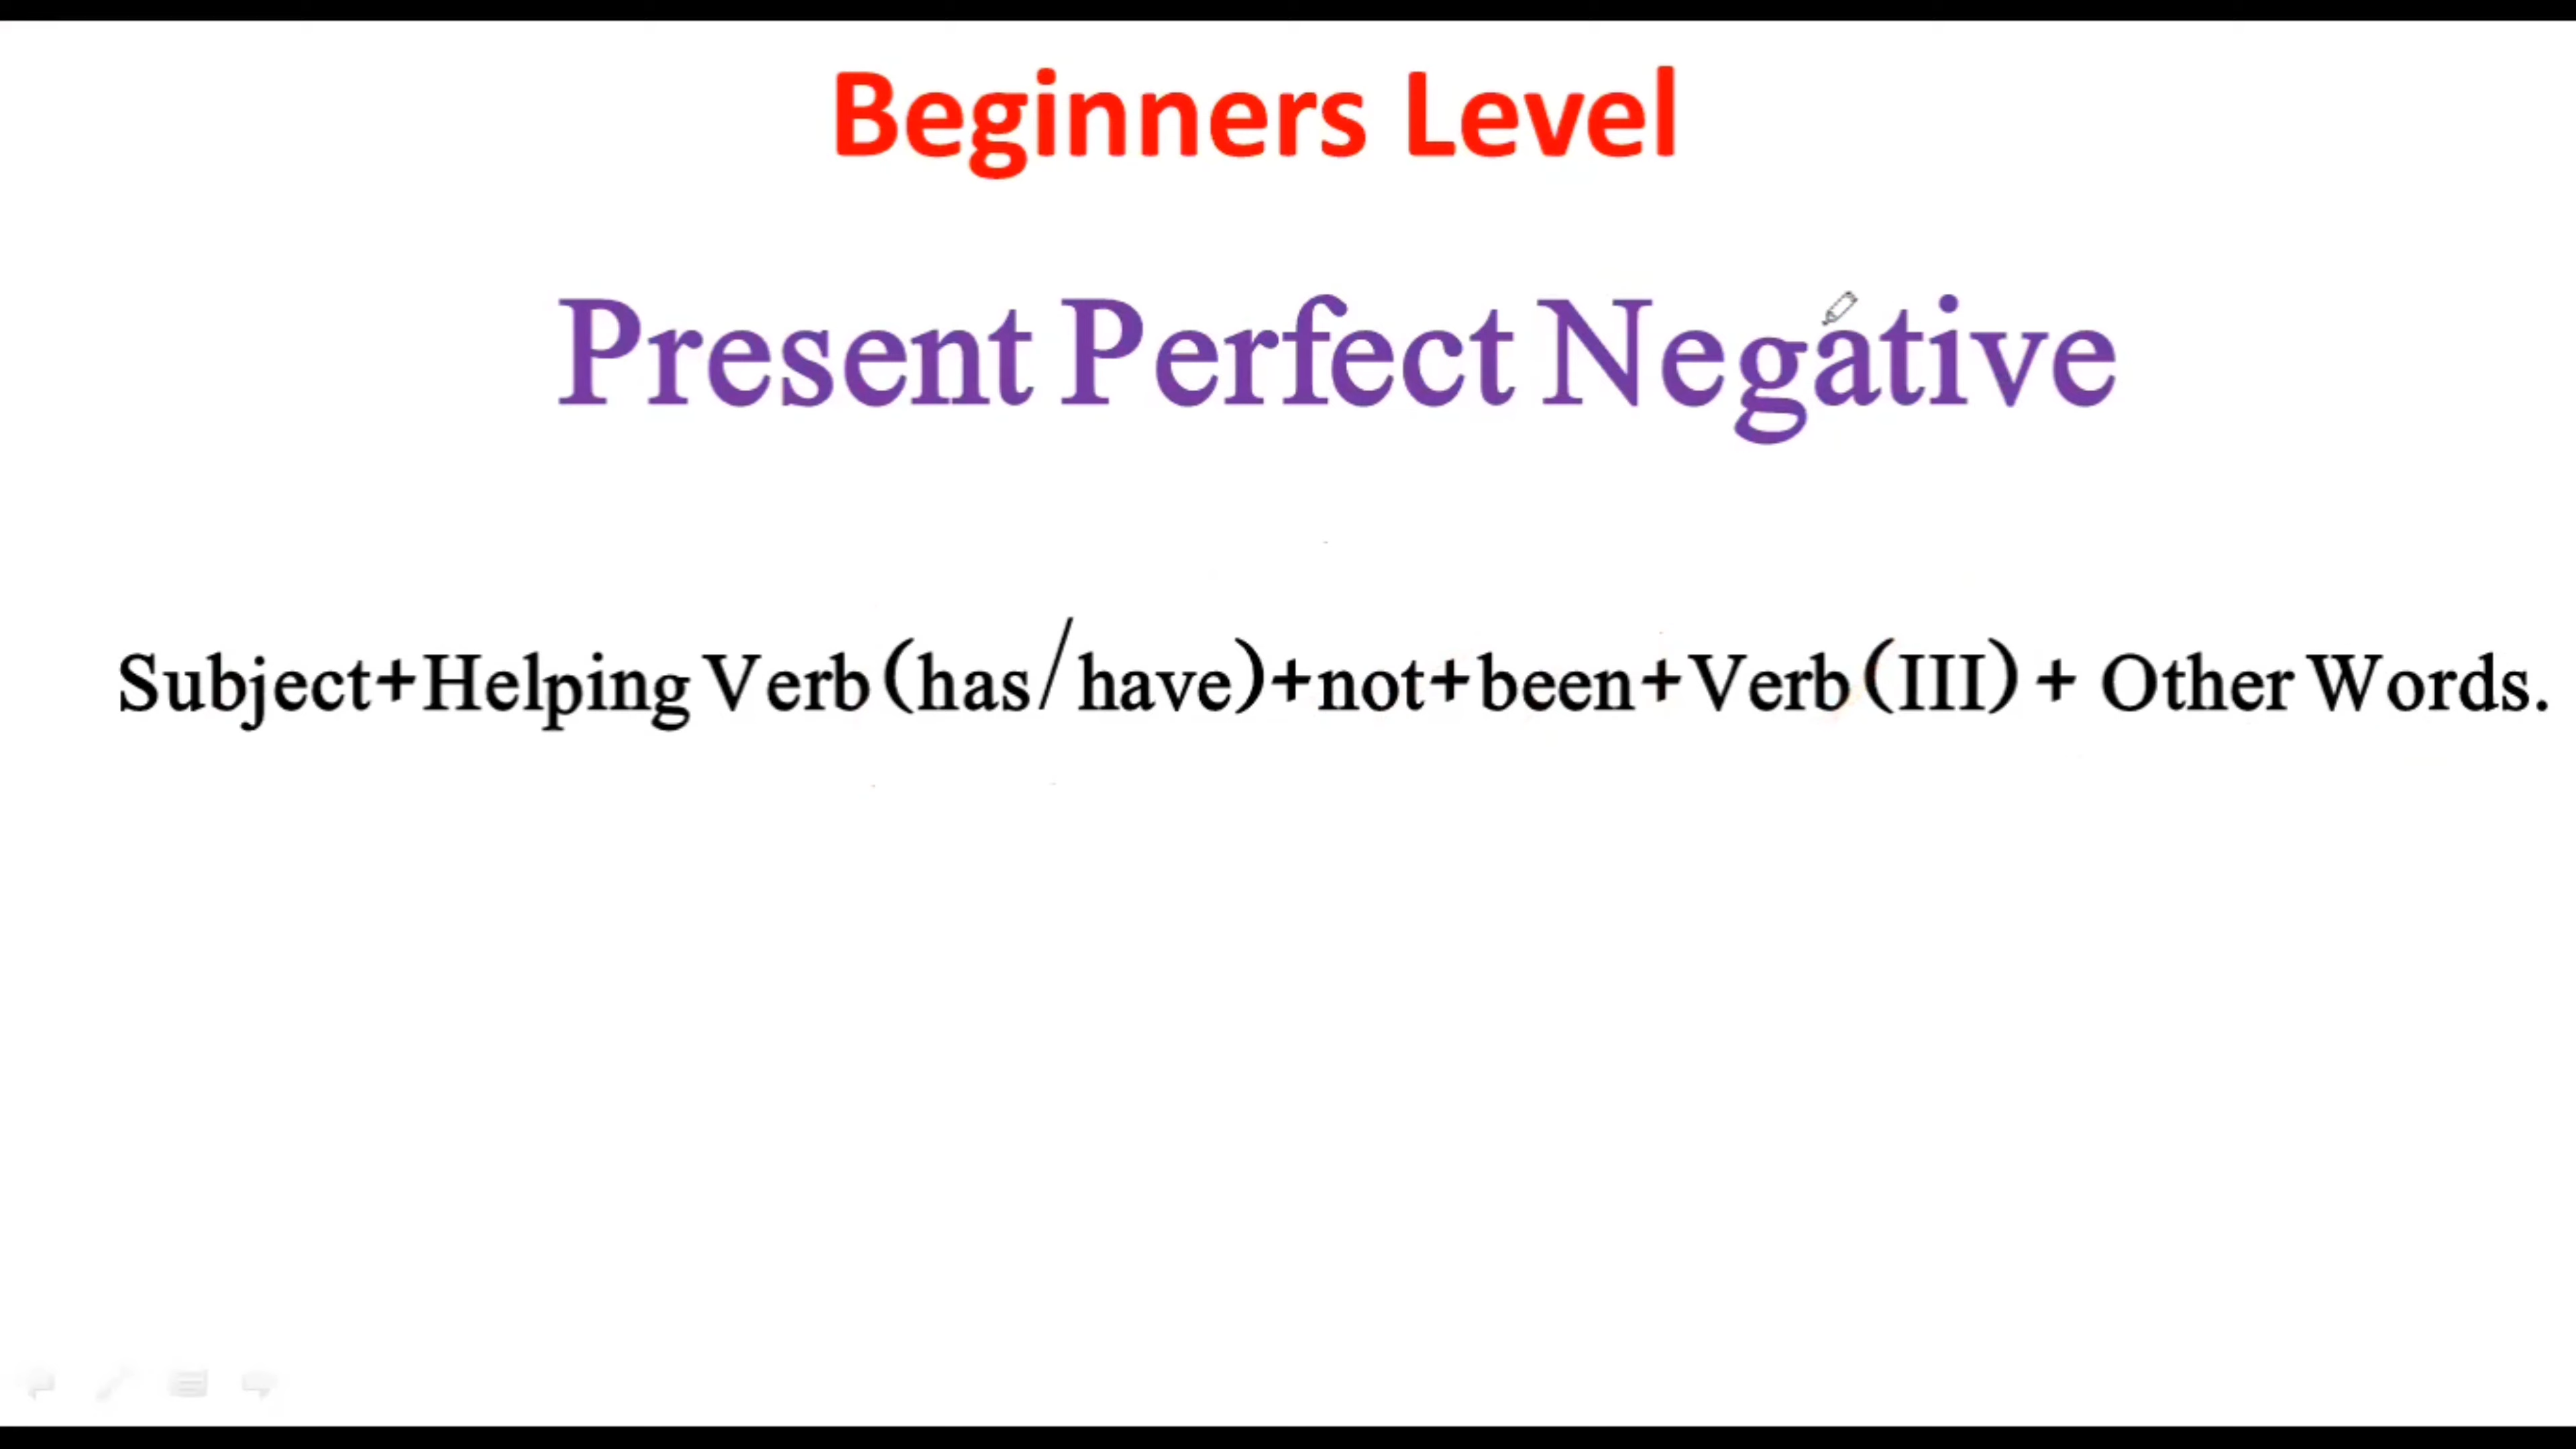 Beginners Level
Present Perfect Negative
Subject+Helping Verb (has/have)+not+been+Verb (III) + Other Words.